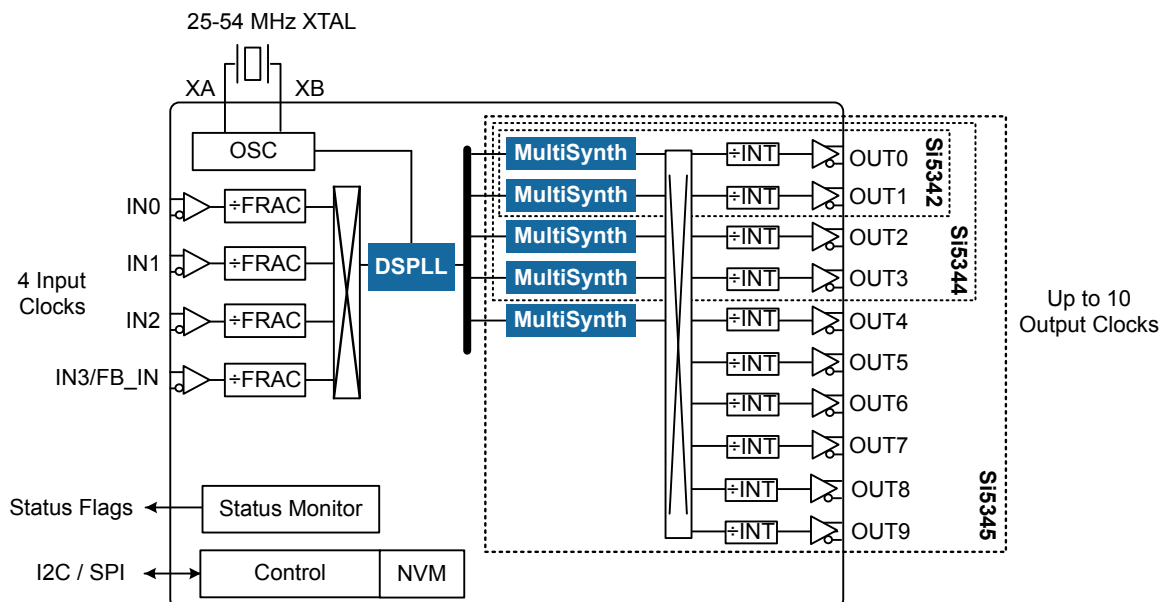 25-54 MHz XTAL
XA
XB
OSC
IN0
÷FRAC
IN1
÷FRAC
IN2
÷FRAC
IN3/FB_IN
÷FRAC
4 Input
Clocks
DSPLL
MultiSynth
MultiSynth
MultiSynth
MultiSynth
MultiSynth
÷INT
OUT0
÷INT
OUT1
÷INT
OUT2
÷INT
OUT3
÷INT
OUT4
÷INT
OUT5
÷INT
OUT6
÷INT
OUT7
÷INT
OUT8
÷INT
OUT9
Si5342
Si5344
Si5345
Up to 10
Output Clocks
Status Flags
Status Monitor
I2C / SPI
Control
NVM